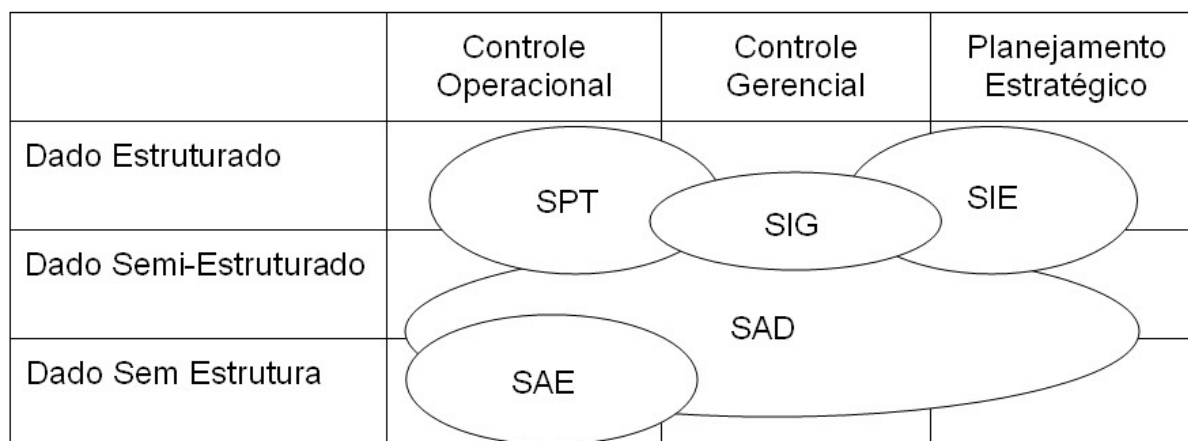 Controle
Operacional
Controle
Gerencial
Planejamento
Estratégico
Dado Estruturado
SPT
SIG
SIE
Dado Semi-Estruturado
SAD
Dado Sem Estrutura
SAE